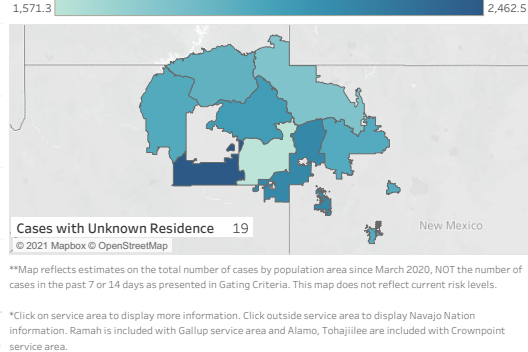 1,571.3 2,462.5
Cases with Unknown Residence 19
New Mexico
© 2021 Mapbox © OpenStreetMap
**Map reflects estimates on the total number of cases by population area since March 2020, NOT the number of
cases in the past 7 or 14 days as presented in Gating Criteria. This map does not reflect current risk levels.
*Click on service area to display more information. Click outside service area to display Navajo Nation
information. Ramah is included with Gallup service area and Alamo, Tohajiilee are included with Crownpoint
service area.